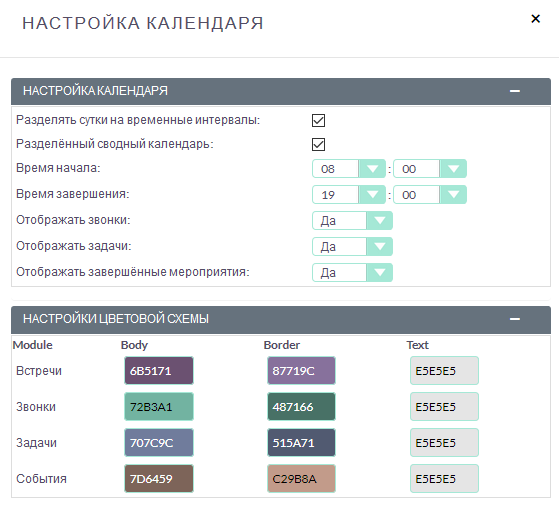 НАСТРОЙКА КАЛЕНДАРЯ
НАСТРОЙКА КАЛЕНДАРЯ
Разделять сутки на временные интервалы:
Разделённый сводный календарь:
Время начала: 08 : 00
Время завершения: 19 : 00
Отображать звонки: Да
Отображать задачи: Да
Отображать завершённые мероприятия: Да
НАСТРОЙКИ ЦВЕТОВОЙ СХЕМЫ
Module Body Border Text
Встречи 6B5171 87719C E5E5E5
Звонки 72B3A1 487166 E5E5E5
Задачи 707C9C 515A71 E5E5E5
События 7D6459 C29B8A E5E5E5